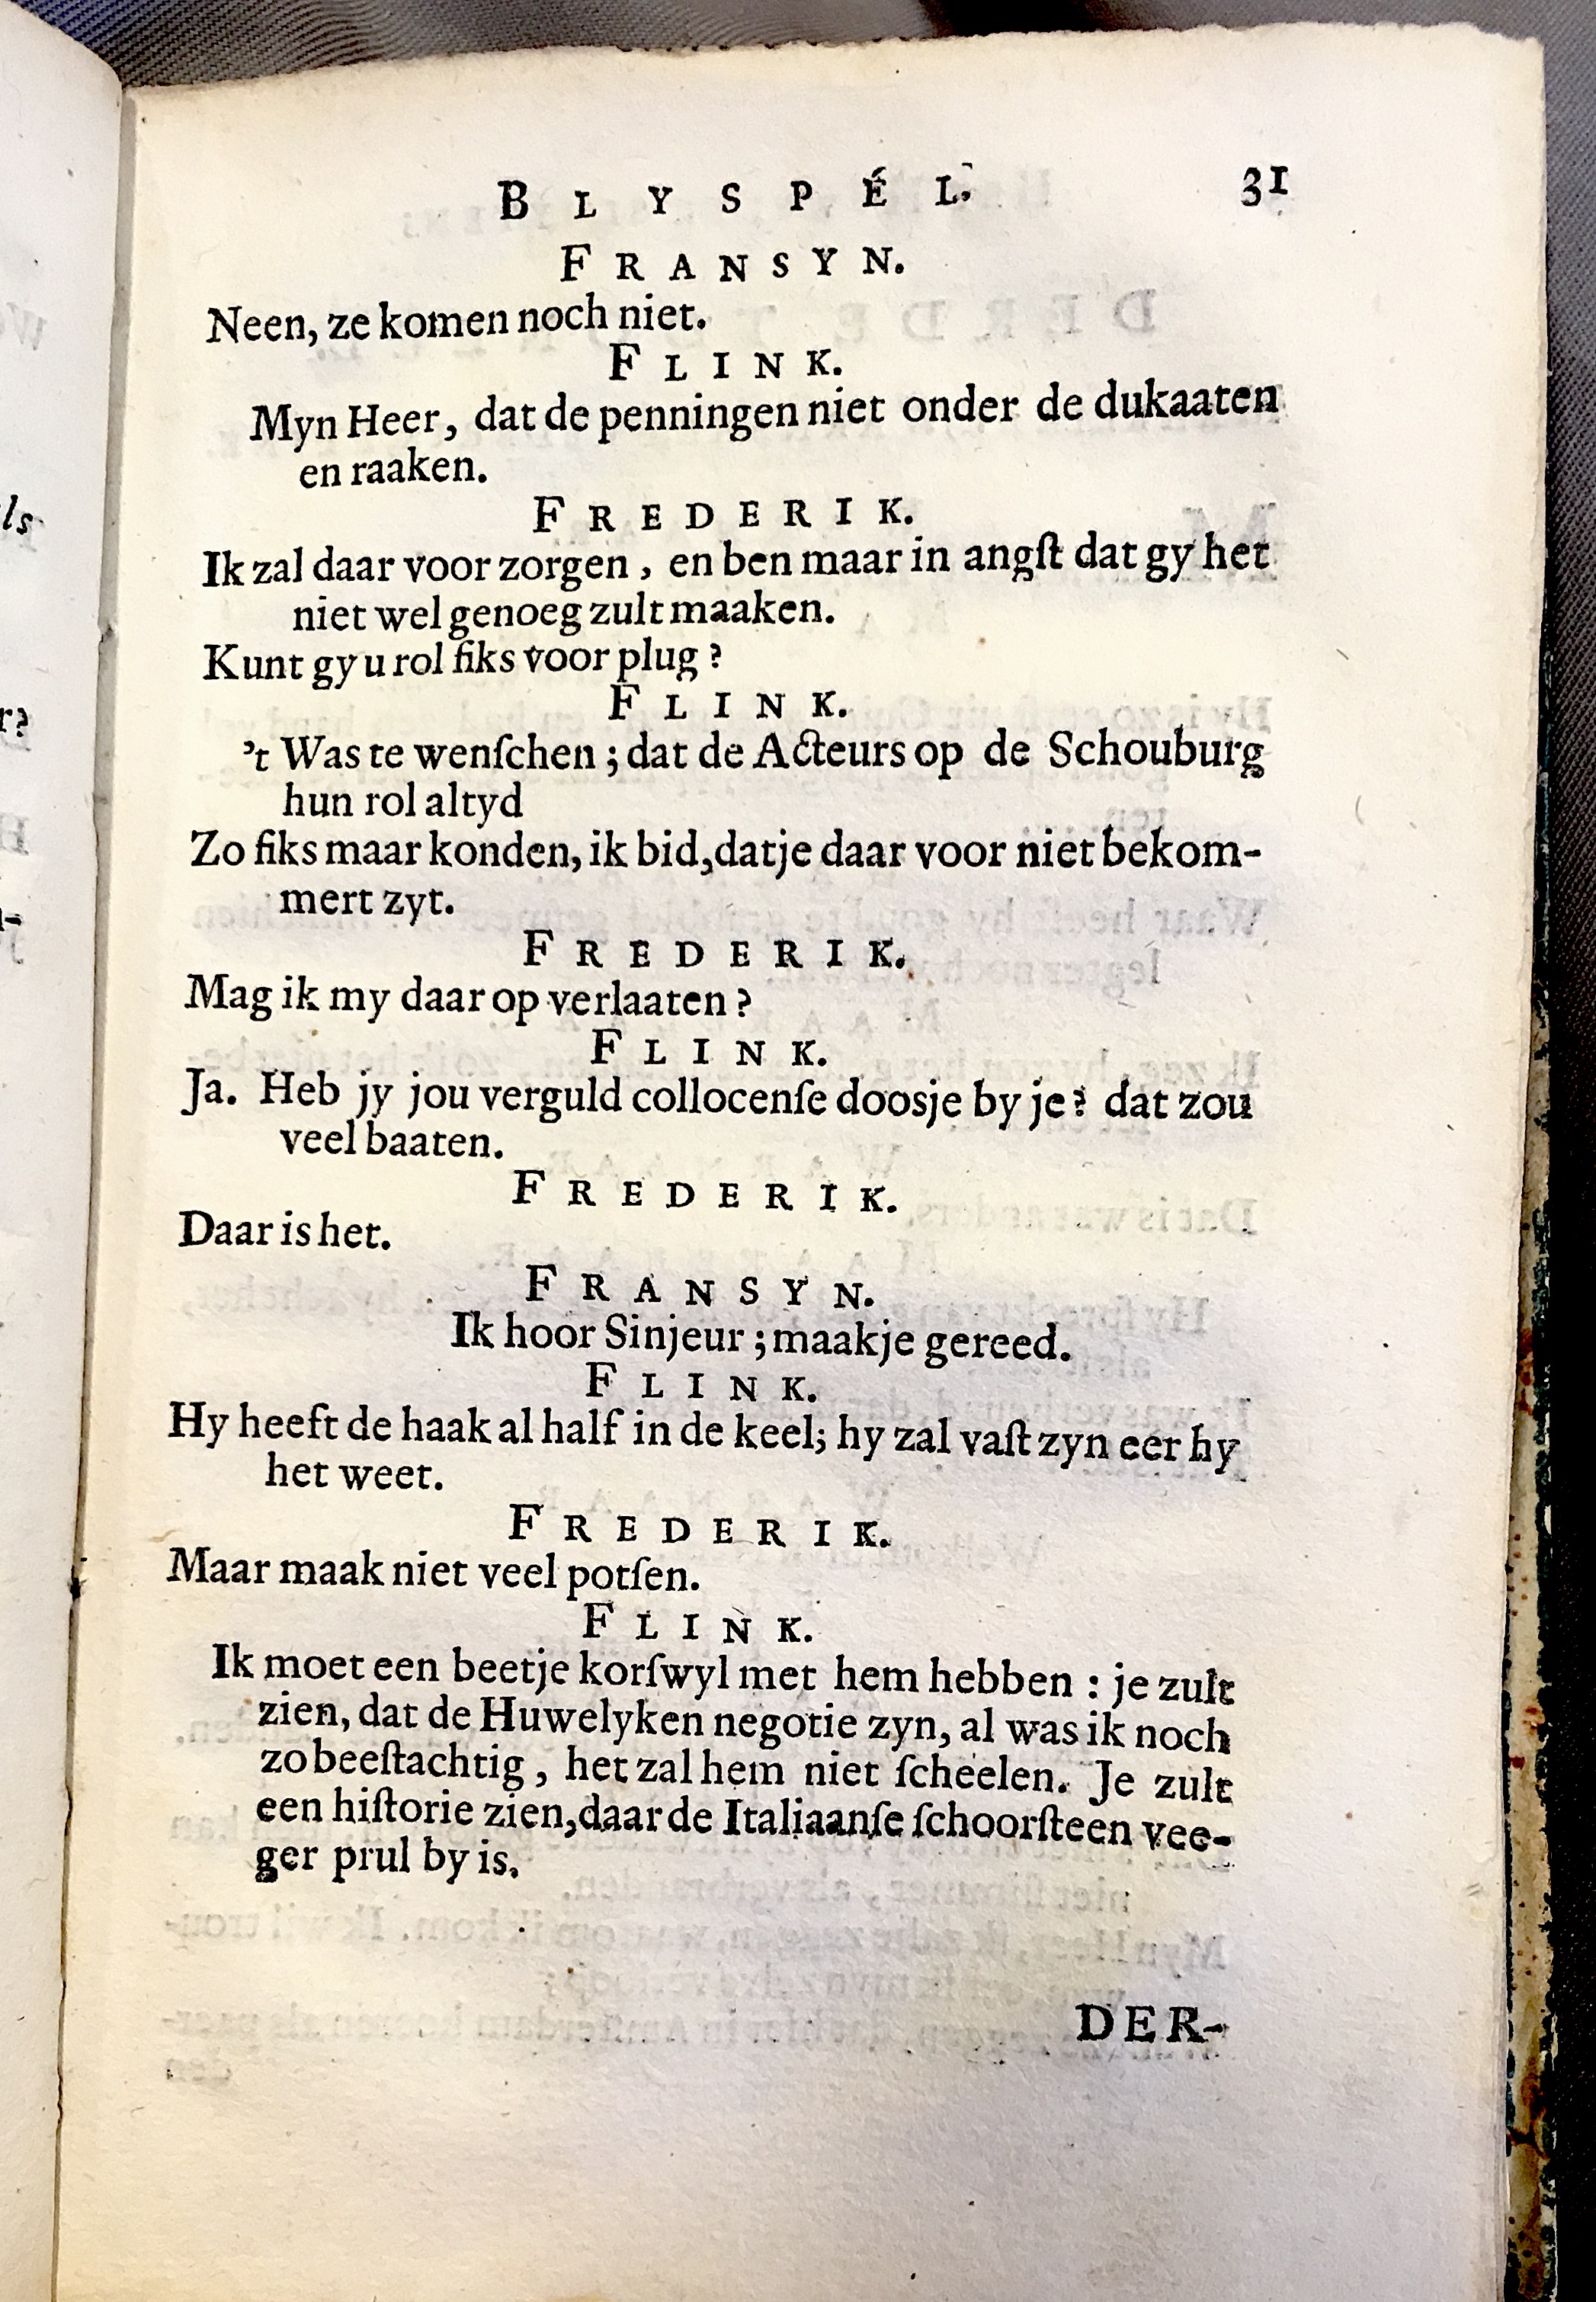 BLYSPÉL. 31
FRANSYN.
Neen, ze komen noch niet.
FLINK.
Myn Heer, dat de penningen niet onder de dukaaten
en raaken.
FREDERIK.
Ik zal daar voor zorgen, en ben maar in angſt dat gy het
niet wel genoeg zult maaken.
Kunt gy u rol fiks voor plug?
FLINK.
't Was te wenſchen; dat de Acteurs op de Schouburg
hun rol altyd
Zo fiks maar konden, ik bid, datje daar voor niet bekom-
mert zyt.
FREDERIK.
Mag ik my daar op verlaaten?
FLINK.
Ja. Heb jy jou verguld collocenſe doosje by je? dat zou
veel baaten.
FREDERIK.
Daar is het.
FRANSYN.
Ik hoor Sinjeur; maakje gereed.
FLINK.
Hy heeft de haak al half in de keel; hy zal vaſt zyn eer hy
het weet.
FREDERIK.
Maar maak niet veel potſen.
FLINK.
Ik moet een beetje korſwyl met hem hebben: je zult
zien, dat de Huwelyken negotie zyn, al was ik noch
zo beeſtachtig, het zal hem niet ſcheelen. Je zult
een hiſtorie zien, daar de Italiaanſe ſchoorſteen vee-
ger prul by is.
DER-